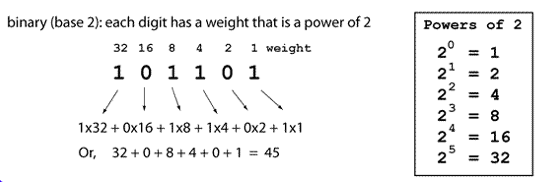 binary (base 2): each digit has a weight that is a power of 2
32 16 8 4 2 1 weight
1 0 1 1 0 1
1x32 + 0x16 + 1x8 + 1x4 + 0x2 + 1x1
Or, 32 + 0 + 8 + 4 + 0 + 1 = 45
Powers of 2
2⁰ = 1
2¹ = 2
2² = 4
2³ = 8
2⁴ = 16
2⁵ = 32